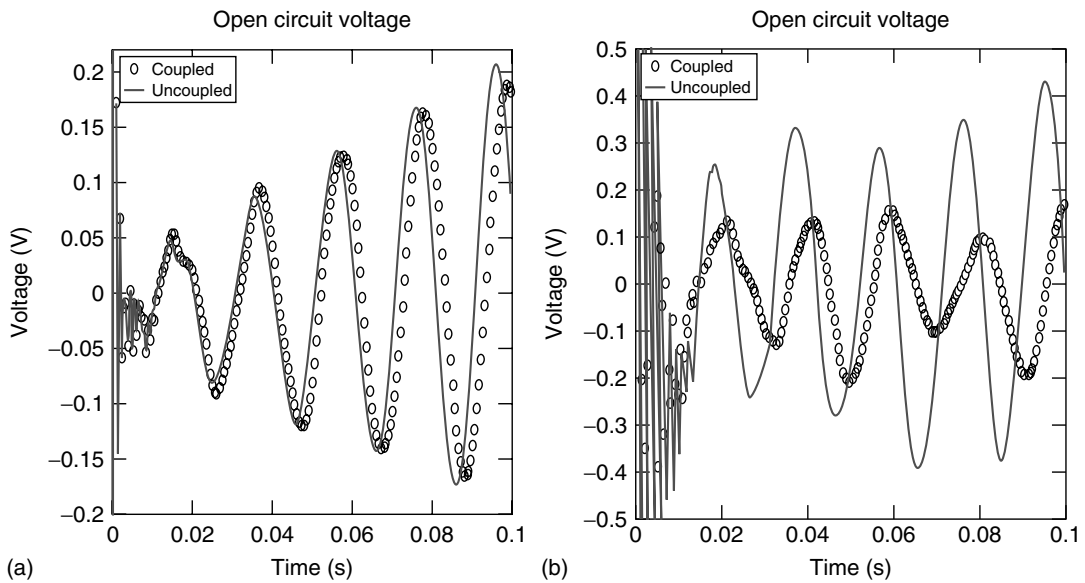 Open circuit voltage
Coupled
Uncoupled
0.2
0.15
0.1
0.05
0
−0.05
−0.1
−0.15
−0.2
Voltage (V)
0
0.02
0.04
0.06
0.08
0.1
Time (s)
(a)
Open circuit voltage
Coupled
Uncoupled
0.5
0.4
0.3
0.2
0.1
0
−0.1
−0.2
−0.3
−0.4
−0.5
Voltage (V)
0
0.02
0.04
0.06
0.08
0.1
Time (s)
(b)